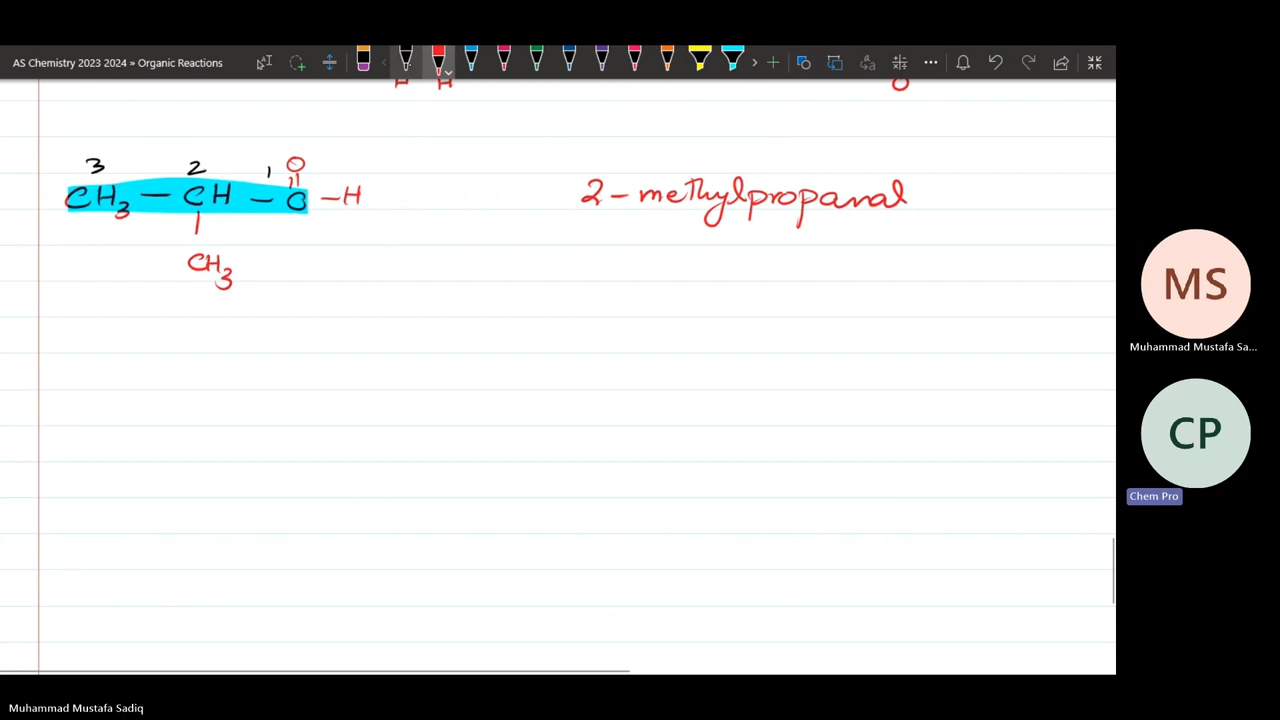 AS Chemistry 2023 2024 » Organic Reactions
H H O
3 2 1 O
CH₃ — CH — C — H 2 – methylpropanal
CH₃
MS
Muhammad Mustafa Sa...
CP
Chem Pro
Muhammad Mustafa Sadiq